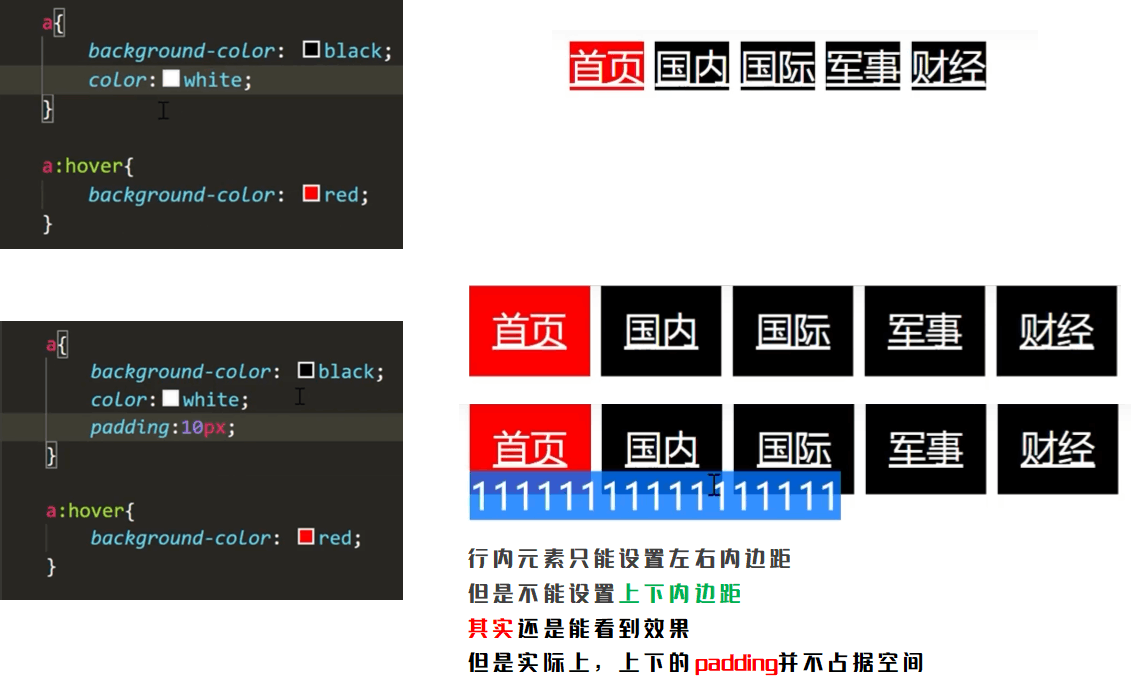 a{
background-color: black;
color: white;
}
a:hover{
background-color: red;
}
首页 国内 国际 军事 财经
a{
background-color: black;
color: white;
padding:10px;
}
a:hover{
background-color: red;
}
首页 国内 国际 军事 财经
首页 国内 国际 军事 财经
11111111111111111
行内元素只能设置左右内边距
但是不能设置上下内边距
其实还是能看到效果
但是实际上，上下的padding并不占据空间